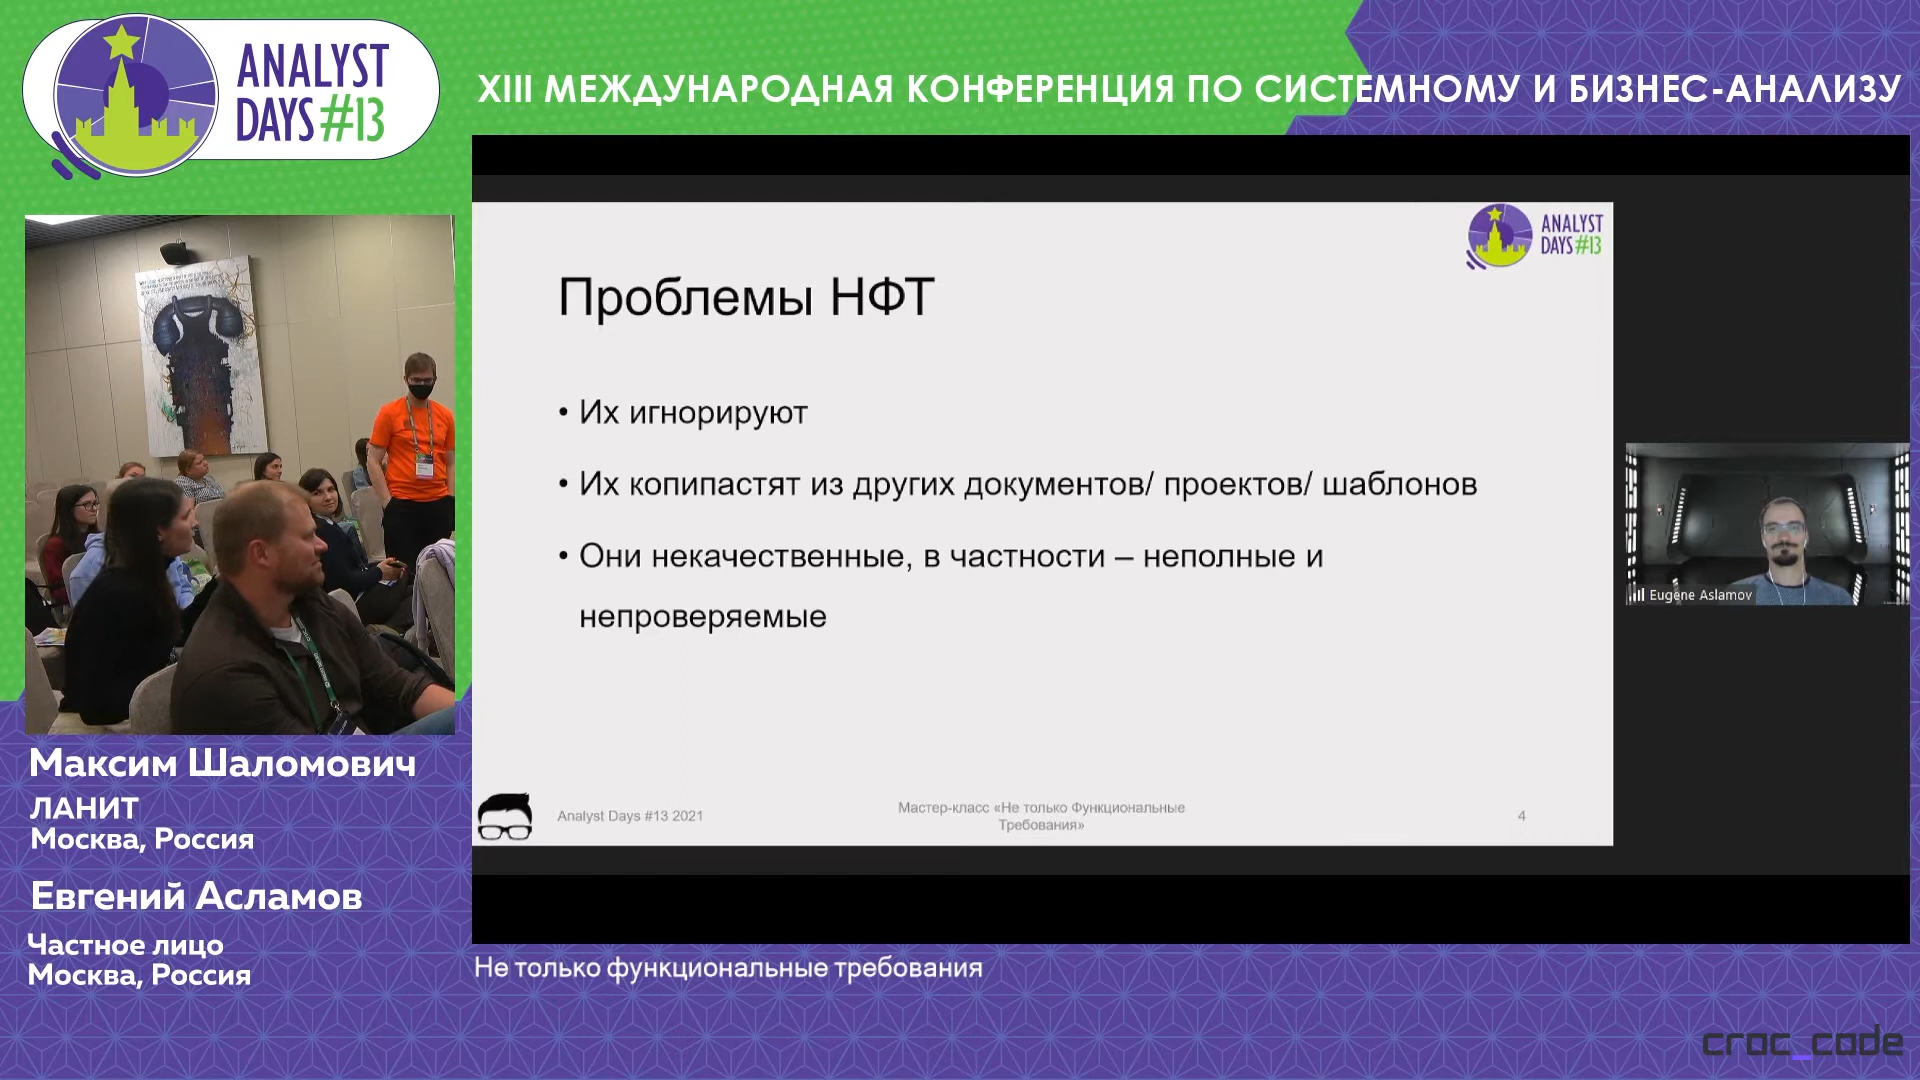 ANALYST
DAYS #13
XIII МЕЖДУНАРОДНАЯ КОНФЕРЕНЦИЯ ПО СИСТЕМНОМУ И БИЗНЕС-АНАЛИЗУ
ANALYST
DAYS #13
Проблемы НФТ
• Их игнорируют
• Их копипастят из других документов/ проектов/ шаблонов
• Они некачественные, в частности – неполные и
непроверяемые
Analyst Days #13 2021
Мастер-класс «Не только Функциональные
Требования»
4
Eugene Aslamov
Максим Шаломович
ЛАНИТ
Москва, Россия
Евгений Асламов
Частное лицо
Москва, Россия
Не только функциональные требования
croc_code